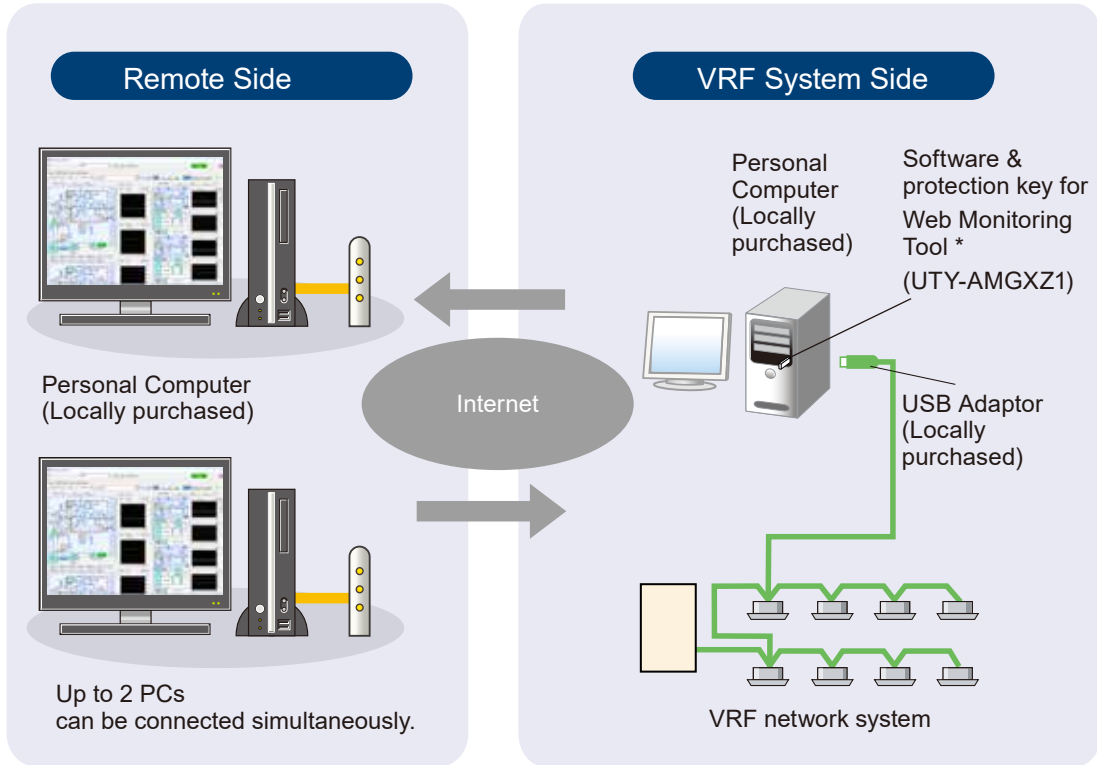 Remote Side
Personal Computer
(Locally purchased)
Up to 2 PCs
can be connected simultaneously.
Internet
VRF System Side
Personal
Computer
(Locally
purchased)
Software &
protection key for
Web Monitoring
Tool *
(UTY-AMGXZ1)
USB Adaptor
(Locally
purchased)
VRF network system